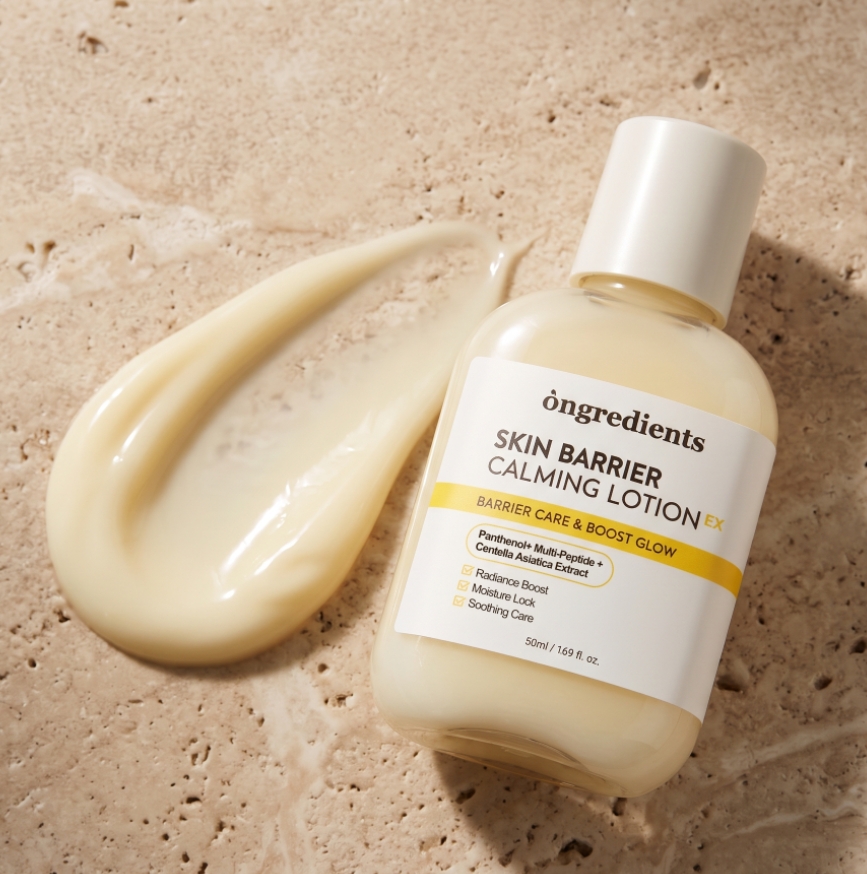 òngredients
SKIN BARRIER
CALMING LOTION EX
BARRIER CARE & BOOST GLOW
Panthenol+ Multi-Peptide +
Centella Asiatica Extract
Radiance Boost
Moisture Lock
Soothing Care
50ml / 1.69 fl. oz.